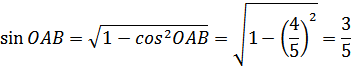 sin OAB = √(1 − cos²OAB) = √(1 − (4/5)²) = 3/5